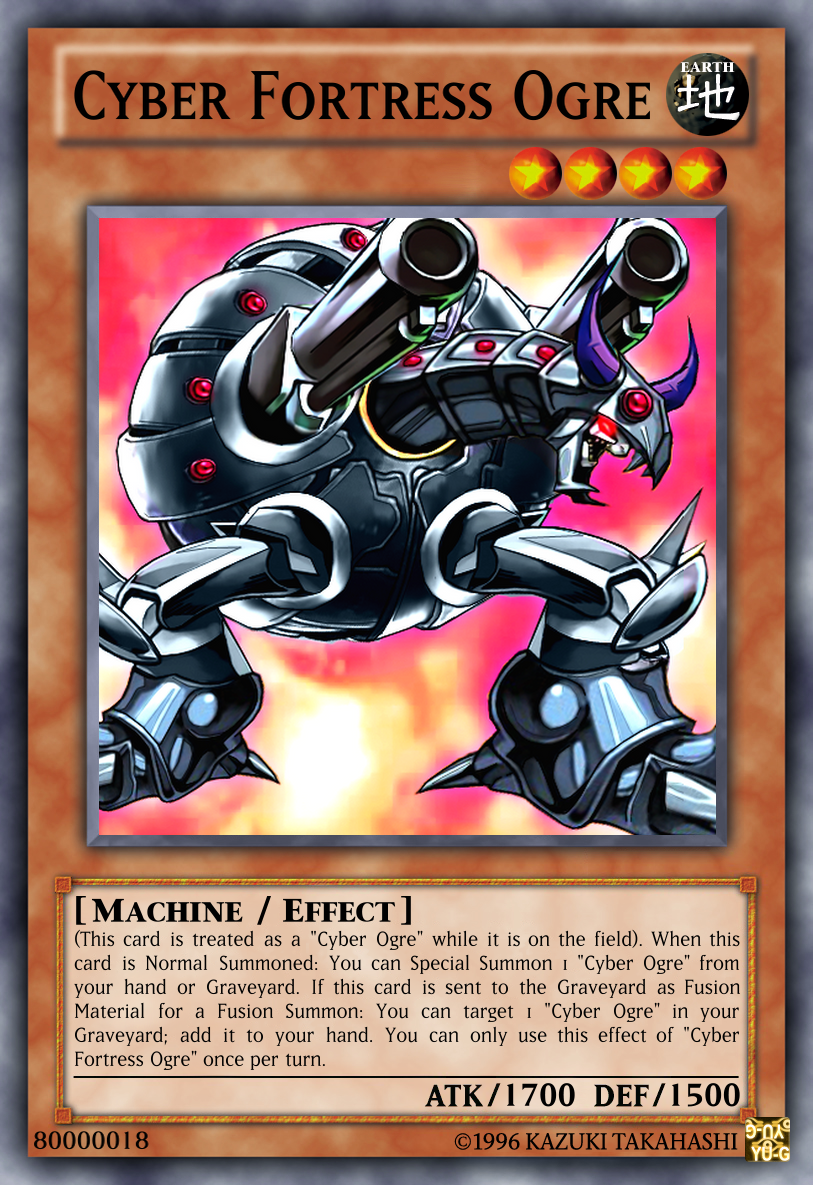 CYBER FORTRESS OGRE
EARTH
地
[ MACHINE / EFFECT ]
(This card is treated as a "Cyber Ogre" while it is on the field). When this
card is Normal Summoned: You can Special Summon 1 "Cyber Ogre" from
your hand or Graveyard. If this card is sent to the Graveyard as Fusion
Material for a Fusion Summon: You can target 1 "Cyber Ogre" in your
Graveyard; add it to your hand. You can only use this effect of "Cyber
Fortress Ogre" once per turn.
ATK/1700 DEF/1500
80000018
©1996 KAZUKI TAKAHASHI